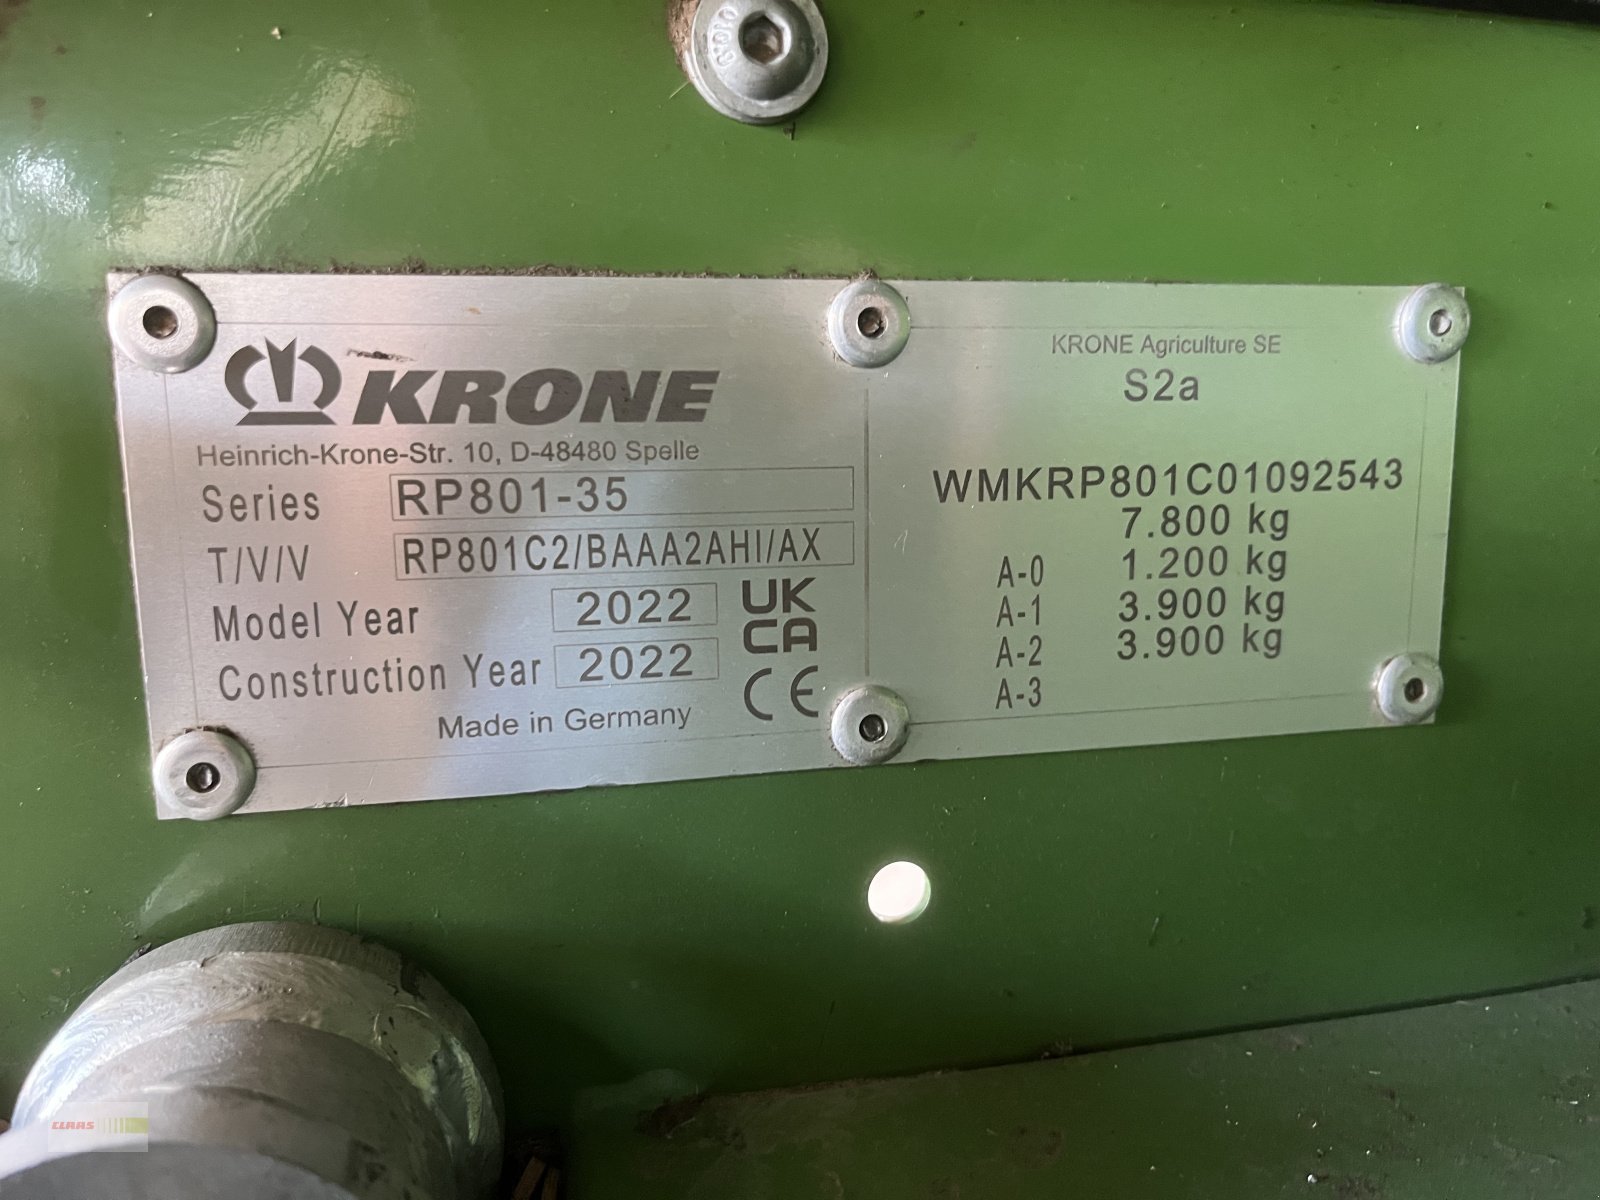 KRONE
Heinrich-Krone-Str. 10, D-48480 Spelle
Series RP801-35
T/V/V RP801C2/BAAA2AHI/AX
Model Year 2022
Construction Year 2022
UK
CA
CE
Made in Germany
KRONE Agriculture SE
S2a
WMKRP801C01092543
7.800 kg
A-0 1.200 kg
A-1 3.900 kg
A-2 3.900 kg
A-3
CLAAS